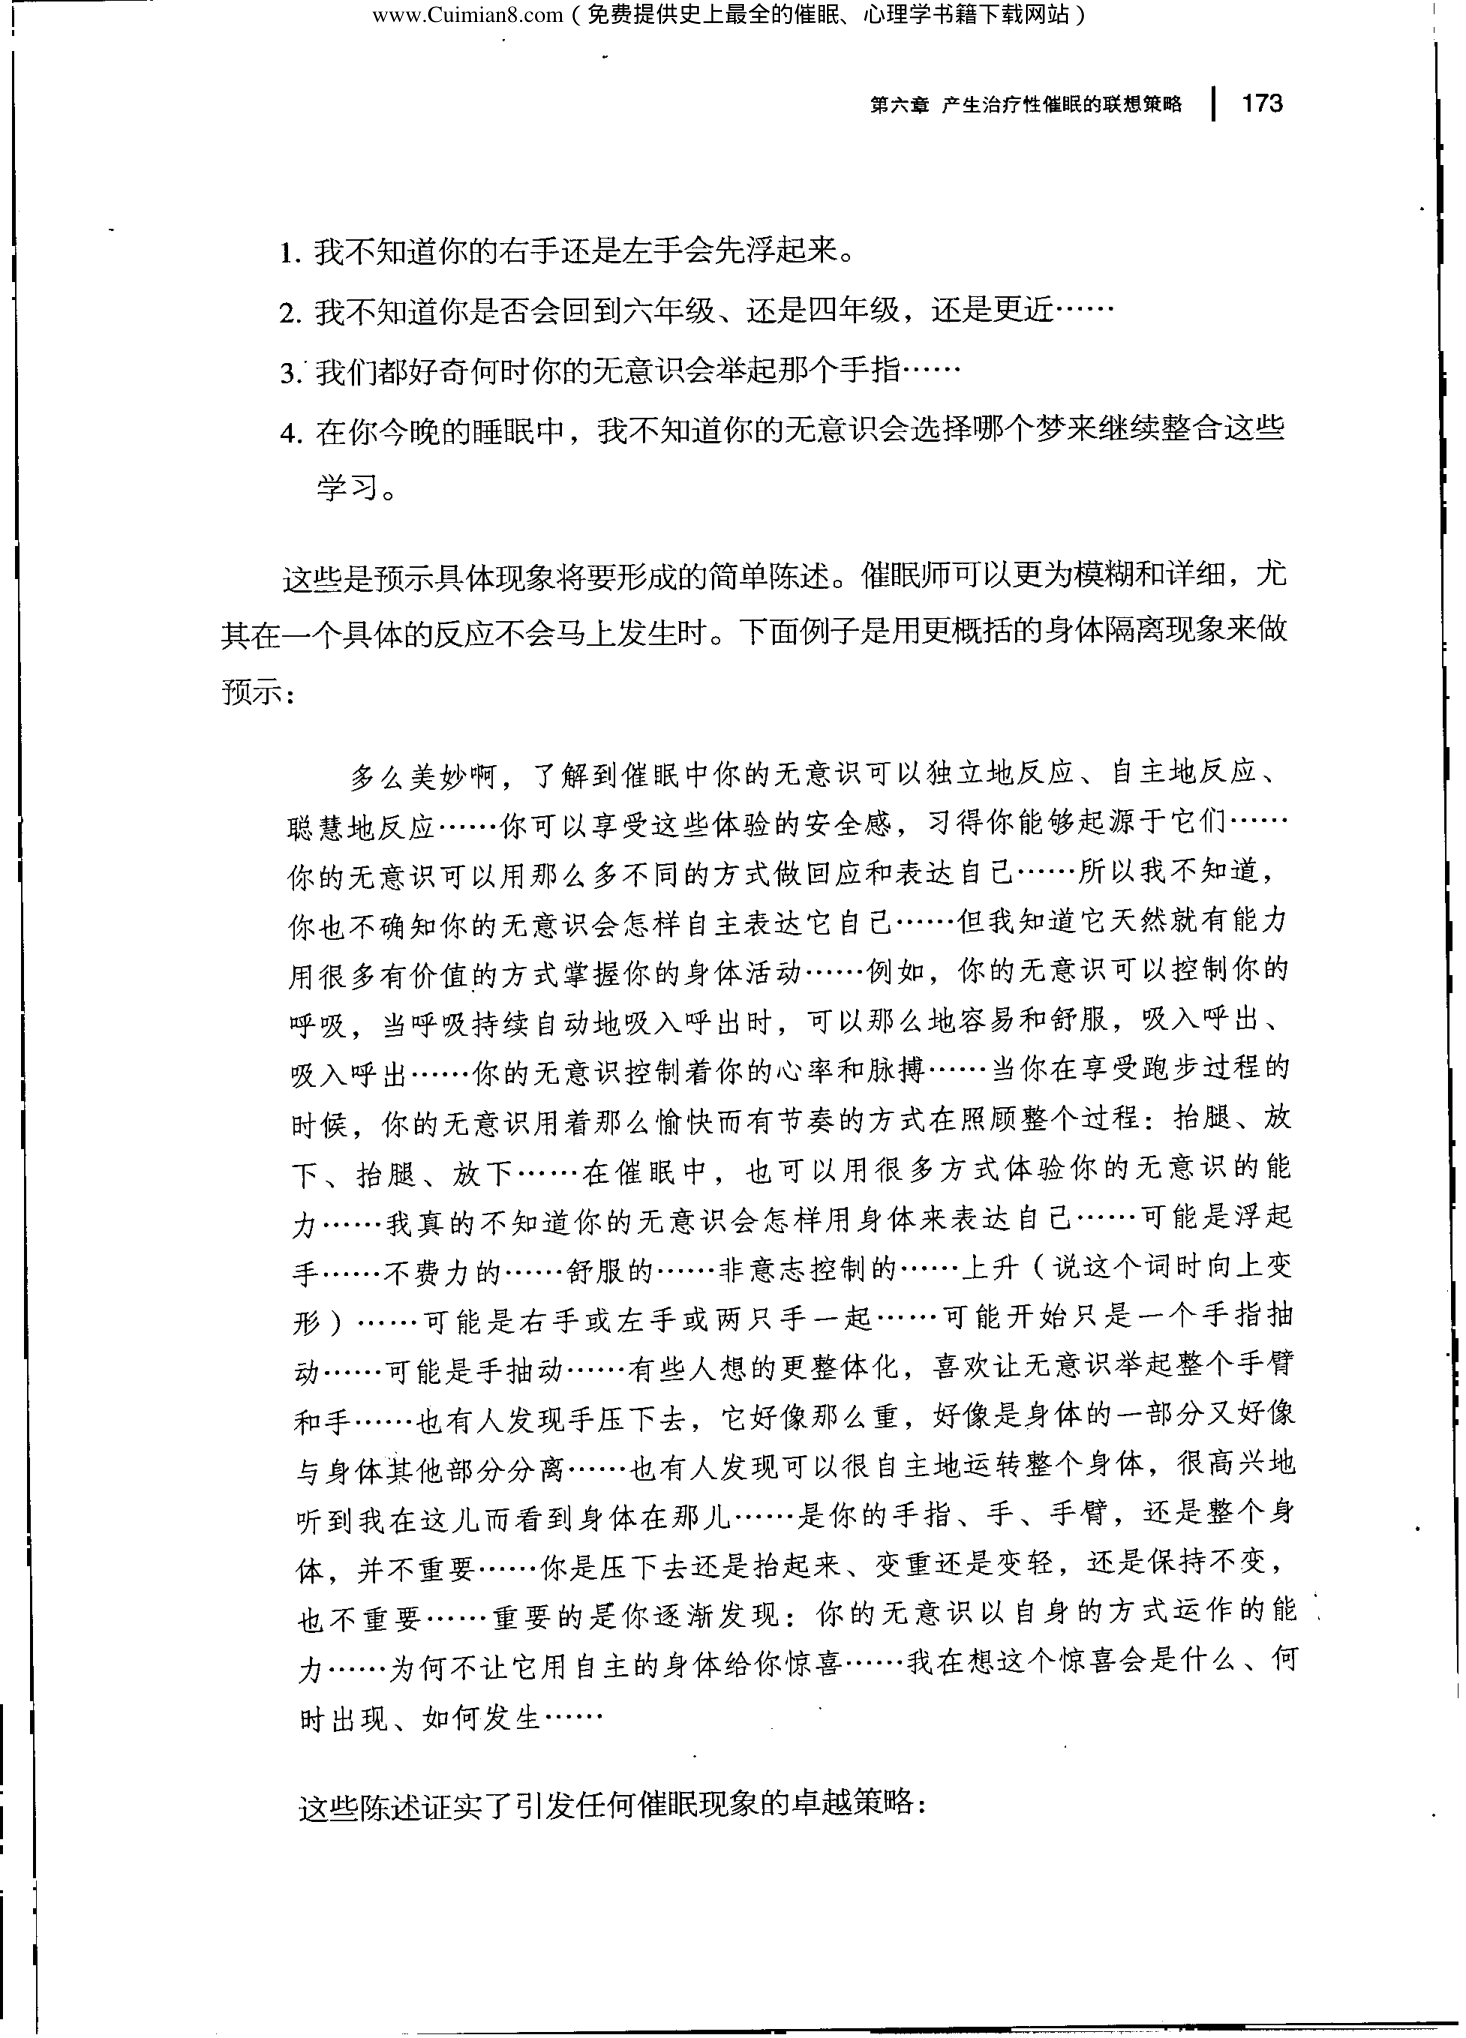 www.Cuimian8.com（免费提供史上最全的催眠、心理学书籍下载网站）
第六章 产生治疗性催眠的联想策略 173
1. 我不知道你的右手还是左手会先浮起来。
2. 我不知道你是否会回到六年级、还是四年级，还是更近……
3. 我们都好奇何时你的无意识会举起那个手指……
4. 在你今晚的睡眠中，我不知道你的无意识会选择哪个梦来继续整合这些
学习。
这些是预示具体现象将要形成的简单陈述。催眠师可以更为模糊和详细，尤
其在一个具体的反应不会马上发生时。下面例子是用更概括的身体隔离现象来做
预示：
多么美妙啊，了解到催眠中你的无意识可以独立地反应、自主地反应、
聪慧地反应……你可以享受这些体验的安全感，习得你能够起源于它们……
你的无意识可以用那么多不同的方式做回应和表达自己……所以我不知道，
你也不确知你的无意识会怎样自主表达它自己……但我知道它天然就有能力
用很多有价值的方式掌握你的身体活动……例如，你的无意识可以控制你的
呼吸，当呼吸持续自动地吸入呼出时，可以那么地容易和舒服，吸入呼出、
吸入呼出……你的无意识控制着你的心率和脉搏……当你在享受跑步过程的
时候，你的无意识用着那么愉快而有节奏的方式在照顾整个过程：抬腿、放
下、抬腿、放下……在催眠中，也可以用很多方式体验你的无意识的能
力……我真的不知道你的无意识会怎样用身体来表达自己……可能是浮起
手……不费力的……舒服的……非意志控制的……上升（说这个词时向上变
形）……可能是右手或左手或两只手一起……可能开始只是一个手指抽
动……可能是手抽动……有些人想的更整体化，喜欢让无意识举起整个手臂
和手……也有人发现手压下去，它好像那么重，好像是身体的一部分又好像
与身体其他部分分离……也有人发现可以很自主地运转整个身体，很高兴地
听到我在这儿而看到身体在那儿……是你的手指、手、手臂，还是整个身
体，并不重要……你是压下去还是抬起来、变重还是变轻，还是保持不变，
也不重要……重要的是你逐渐发现：你的无意识以自身的方式运作的能
力……为何不让它用自主的身体给你惊喜……我在想这个惊喜会是什么、何
时出现、如何发生……
这些陈述证实了引发任何催眠现象的卓越策略：